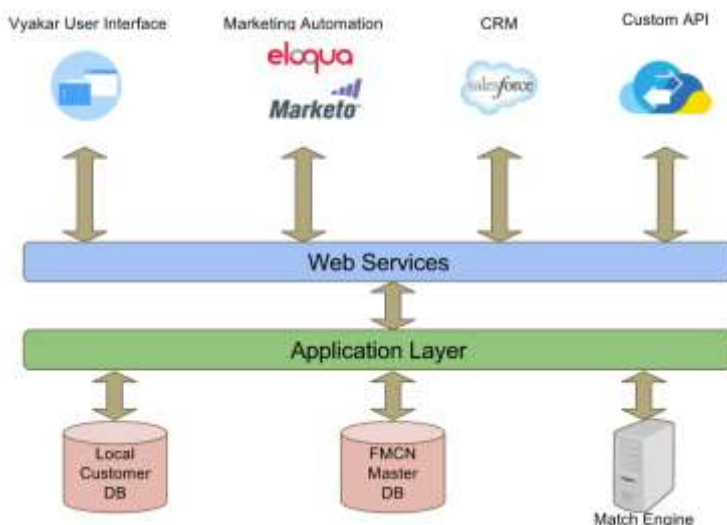 Vyakar User Interface
Marketing Automation
CRM
Custom API
eloqua
Marketo
salesforce
Web Services
Application Layer
Local
Customer
DB
FMCN
Master
DB
Match Engine